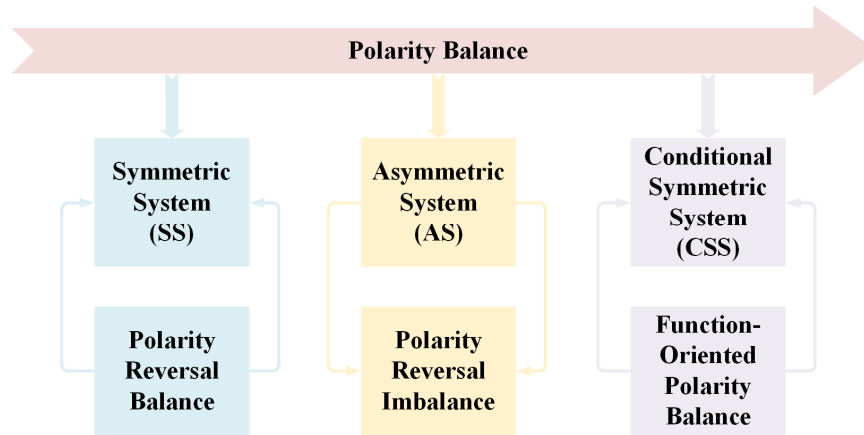 Polarity Balance
Symmetric
System
(SS)
Asymmetric
System
(AS)
Conditional
Symmetric
System
(CSS)
Polarity
Reversal
Balance
Polarity
Reversal
Imbalance
Function-
Oriented
Polarity
Balance